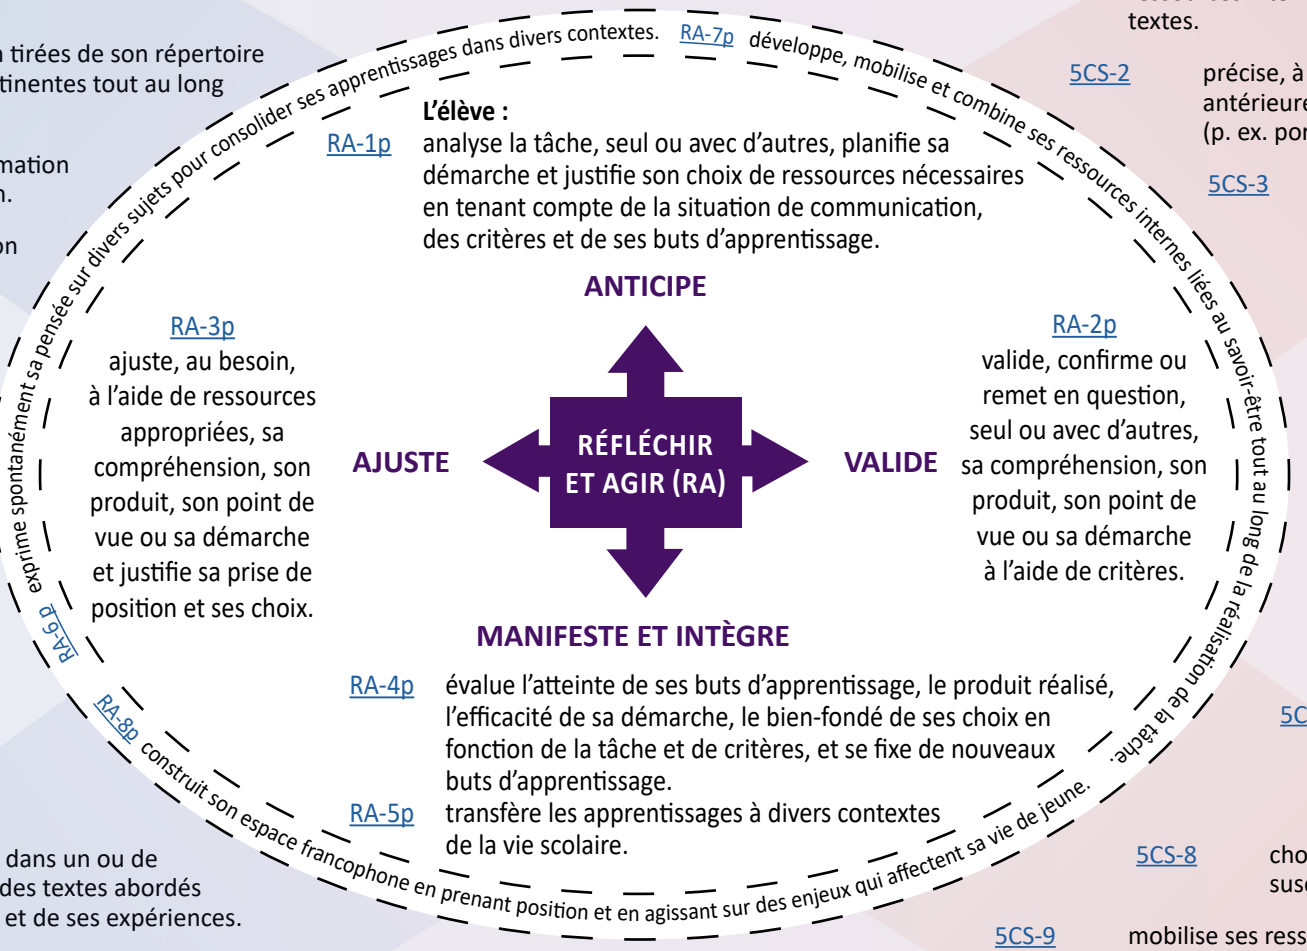 tirées de son répertoire
tinentes tout au long
mation
n.
on
textes.
5CS-2 précise, à
antérieure
(p. ex. por
5CS-3
exprime spontanément sa pensée sur divers sujets pour consolider ses apprentissages dans divers contextes.
RA-6p
RA-7p développe, mobilise et combine ses ressources internes liées au savoir-être tout au long de la réalisation de la tâche.
L’élève :
RA-1p analyse la tâche, seul ou avec d’autres, planifie sa
démarche et justifie son choix de ressources nécessaires
en tenant compte de la situation de communication,
des critères et de ses buts d’apprentissage.
ANTICIPE
RA-3p
ajuste, au besoin,
à l’aide de ressources
appropriées, sa
compréhension, son
produit, son point de
vue ou sa démarche
et justifie sa prise de
position et ses choix.
AJUSTE
RÉFLÉCHIR
ET AGIR (RA)
VALIDE
RA-2p
valide, confirme ou
remet en question,
seul ou avec d’autres,
sa compréhension, son
produit, son point de
vue ou sa démarche
à l’aide de critères.
MANIFESTE ET INTÈGRE
RA-4p évalue l’atteinte de ses buts d’apprentissage, le produit réalisé,
l’efficacité de sa démarche, le bien-fondé de ses choix en
fonction de la tâche et de critères, et se fixe de nouveaux
buts d’apprentissage.
RA-5p transfère les apprentissages à divers contextes
de la vie scolaire.
RA-8p construit son espace francophone en prenant position et en agissant sur des enjeux qui affectent sa vie de jeune.
dans un ou de
des textes abordés
et de ses expériences.
5C
5CS-8 cho
susc
5CS-9 mobilise ses ress